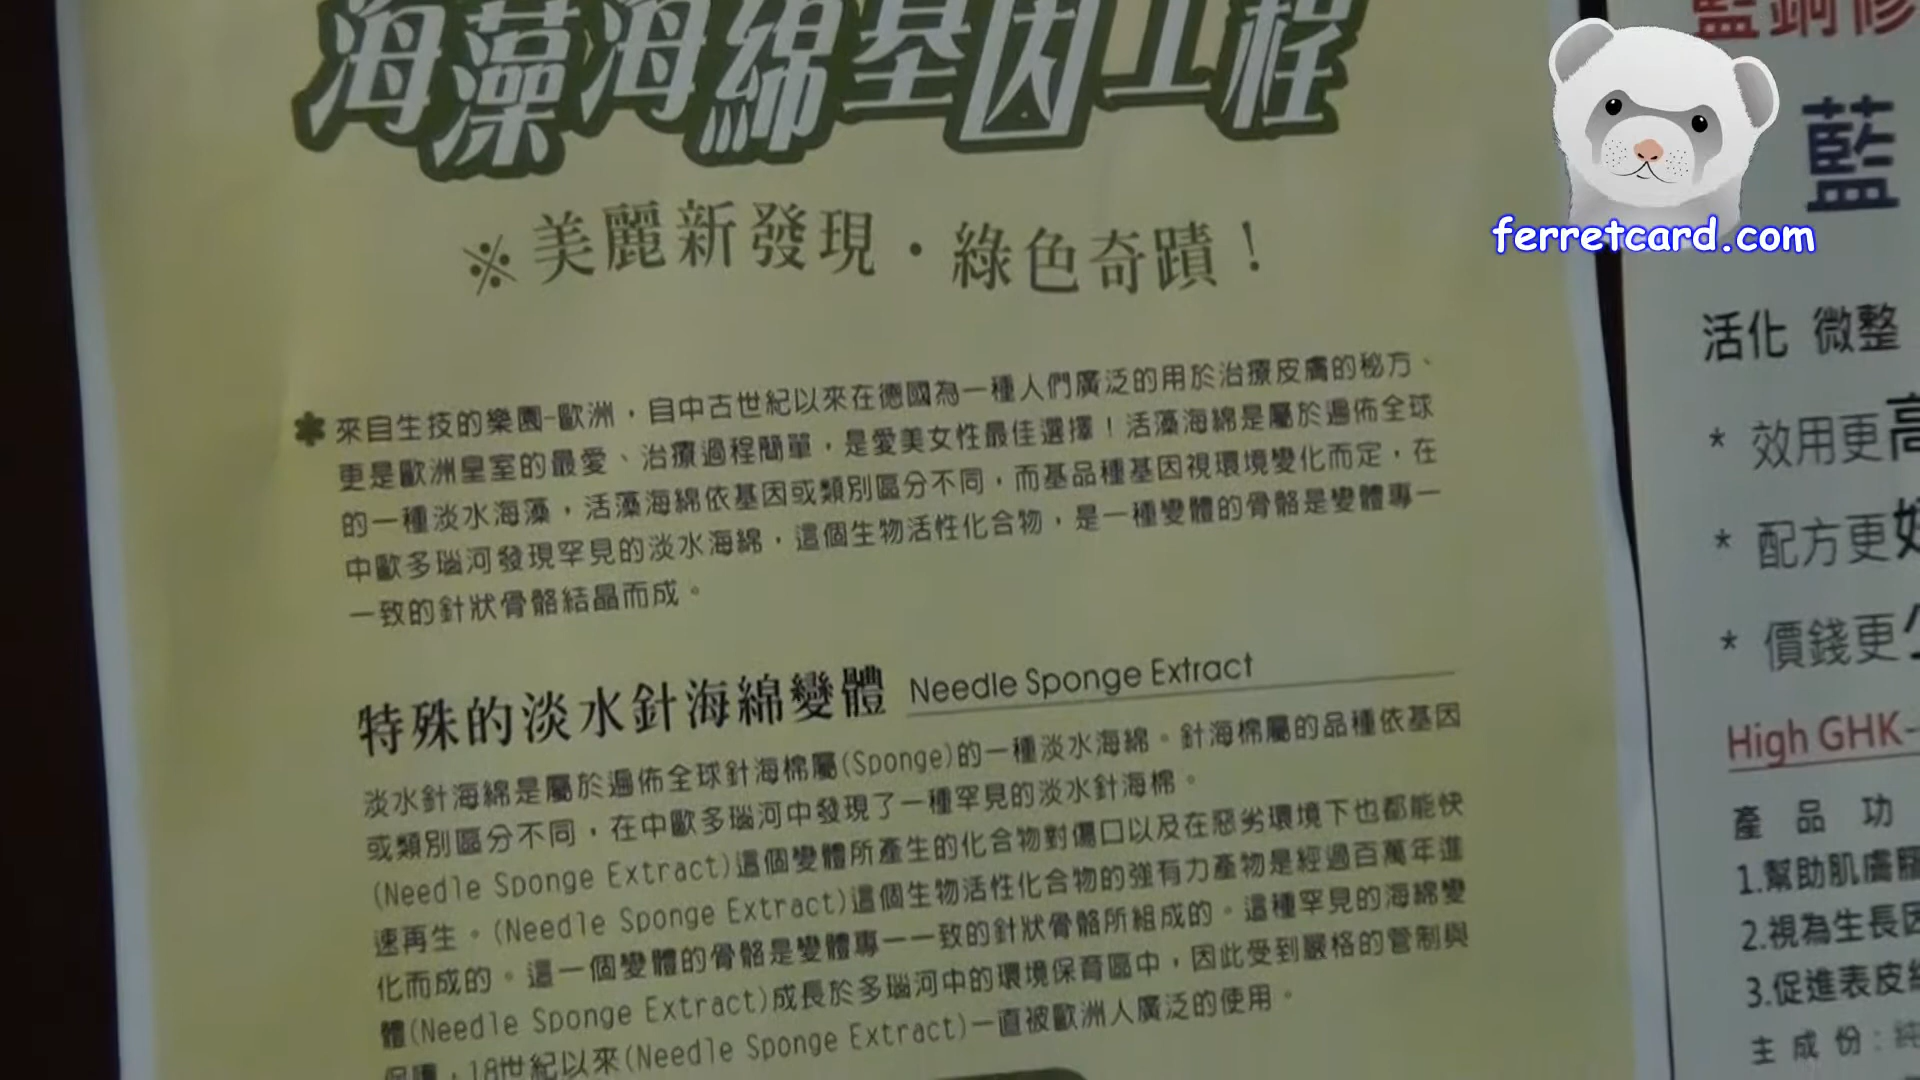 海藻海綿基因工程
※美麗新發現・綠色奇蹟！
✽來自生技的樂園-歐洲，自中古世紀以來在德國為一種人們廣泛的用於治療皮膚的秘方、
更是歐洲皇室的最愛、治療過程簡單，是愛美女性最佳選擇！活藻海綿是屬於遍佈全球
的一種淡水海藻，活藻海綿依基因或類別區分不同，而基品種基因視環境變化而定，在
中歐多瑙河發現罕見的淡水海綿，這個生物活性化合物，是一種變體的骨骼是變體專一
一致的針狀骨骼結晶而成。
特殊的淡水針海綿變體 Needle Sponge Extract
淡水針海綿是屬於遍佈全球針海棉屬(Sponge)的一種淡水海綿。針海棉屬的品種依基因
或類別區分不同，在中歐多瑙河中發現了一種罕見的淡水針海棉。
(Needle Sponge Extract)這個變體所產生的化合物對傷口以及在惡劣環境下也都能快
速再生。(Needle Sponge Extract)這個生物活性化合物的強有力產物是經過百萬年進
化而成的。這一個變體的骨骼是變體專一一致的針狀骨骼所組成的。這種罕見的海綿變
體(Needle Sponge Extract)成長於多瑙河中的環境保育區中，因此受到嚴格的管制與
保護，18世紀以來(Needle Sponge Extract)一直被歐洲人廣泛的使用。
藍銅修
藍
活化 微整
* 效用更高
* 配方更好
* 價錢更
High GHK-
產 品 功
1.幫助肌膚
2.視為生長因
3.促進表皮
主 成 份：純
ferretcard.com